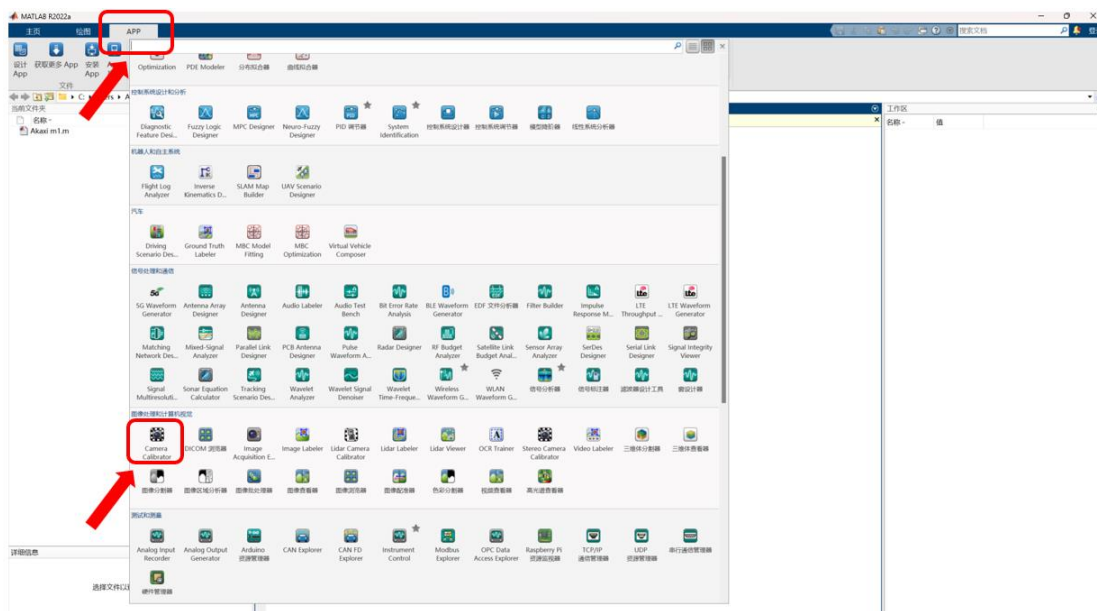 MATLAB R2022a
主页 绘图 APP
搜索文档
设计 App
获取更多 App
安装 App
文件
当前文件夹
名称
Akaxi m1.m
工作区
名称 值
Optimization PDE Modeler 分布拟合器 曲线拟合器
控制系统设计和分析
Diagnostic Feature Desi... Fuzzy Logic Designer MPC Designer Neuro-Fuzzy Designer PID 调节器 System Identification 控制系统设计器 控制系统调节器 模型降阶器 线性系统分析器
机器人和自主系统
Flight Log Analyzer Inverse Kinematics D... SLAM Map Builder UAV Scenario Designer
汽车
Driving Scenario Des... Ground Truth Labeler MBC Model Fitting MBC Optimization Virtual Vehicle Composer
信号处理和通信
5G Waveform Generator Antenna Array Designer Antenna Designer Audio Labeler Audio Test Bench Bit Error Rate Analysis BLE Waveform Generator EDF 文件分析器 Filter Builder Impulse Response M... LTE Throughput ... LTE Waveform Generator
Matching Network Des... Mixed-Signal Analyzer Parallel Link Designer PCB Antenna Designer Pulse Waveform A... Radar Designer RF Budget Analyzer Satellite Link Budget Anal... Sensor Array Analyzer SerDes Designer Serial Link Designer Signal Integrity Viewer
Signal Multiresoluti... Sonar Equation Calculator Tracking Scenario Des... Wavelet Analyzer Wavelet Signal Denoiser Wavelet Time-Freque... Wireless Waveform G... WLAN Waveform G... 信号分析器 信号标注器 滤波器设计工具 窗设计器
图像处理和计算机视觉
Camera Calibrator DICOM 浏览器 Image Acquisition E... Image Labeler Lidar Camera Calibrator Lidar Labeler Lidar Viewer OCR Trainer Stereo Camera Calibrator Video Labeler 三维体分割器 三维体查看器
图像分割器 图像区域分析器 图像批处理器 图像查看器 图像浏览器 图像配准器 色彩分割器 视频查看器 高光谱查看器
测试和测量
Analog Input Recorder Analog Output Generator Arduino 资源管理器 CAN Explorer CAN FD Explorer Instrument Control Modbus Explorer OPC Data Access Explorer Raspberry Pi 资源监视器 TCP/IP 通信管理器 UDP 资源管理器 串行通信管理器
硬件管理器
详细信息
选择文件以